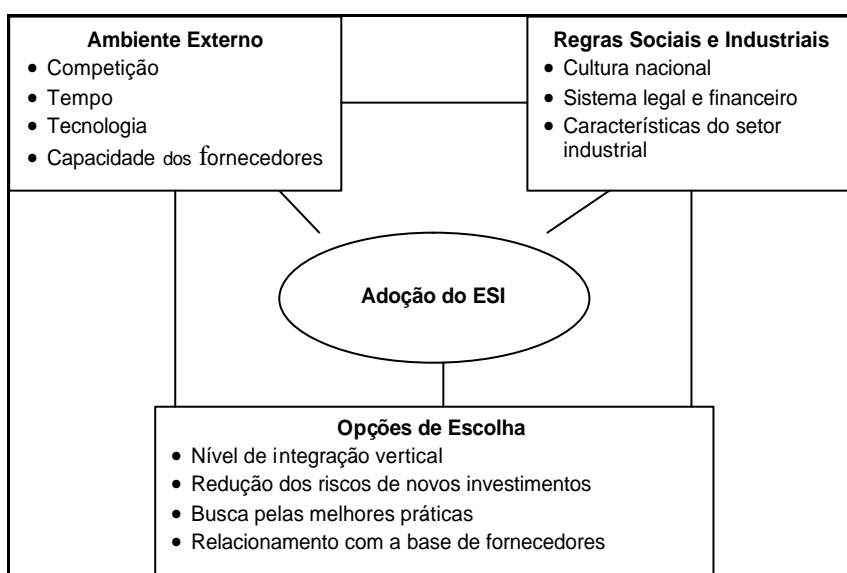 Ambiente Externo
• Competição
• Tempo
• Tecnologia
• Capacidade dos fornecedores
Regras Sociais e Industriais
• Cultura nacional
• Sistema legal e financeiro
• Características do setor
industrial
Adoção do ESI
Opções de Escolha
• Nível de integração vertical
• Redução dos riscos de novos investimentos
• Busca pelas melhores práticas
• Relacionamento com a base de fornecedores